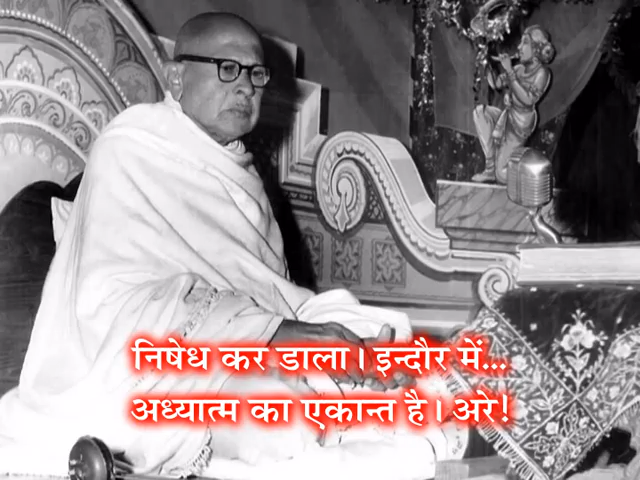 निषेध कर डाला। इन्दौर में...
अध्यात्म का एकान्त है। अरे!